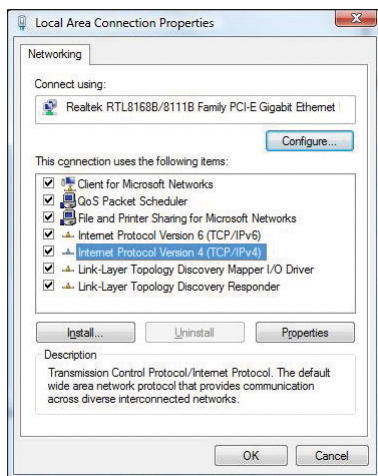 Local Area Connection Properties
Networking
Connect using:
Realtek RTL8168B/8111B Family PCI-E Gigabit Ethernet
Configure...
This connection uses the following items:
Client for Microsoft Networks
QoS Packet Scheduler
File and Printer Sharing for Microsoft Networks
Internet Protocol Version 6 (TCP/IPv6)
Internet Protocol Version 4 (TCP/IPv4)
Link-Layer Topology Discovery Mapper I/O Driver
Link-Layer Topology Discovery Responder
Install...
Uninstall
Properties
Description
Transmission Control Protocol/Internet Protocol. The default
wide area network protocol that provides communication
across diverse interconnected networks.
OK
Cancel